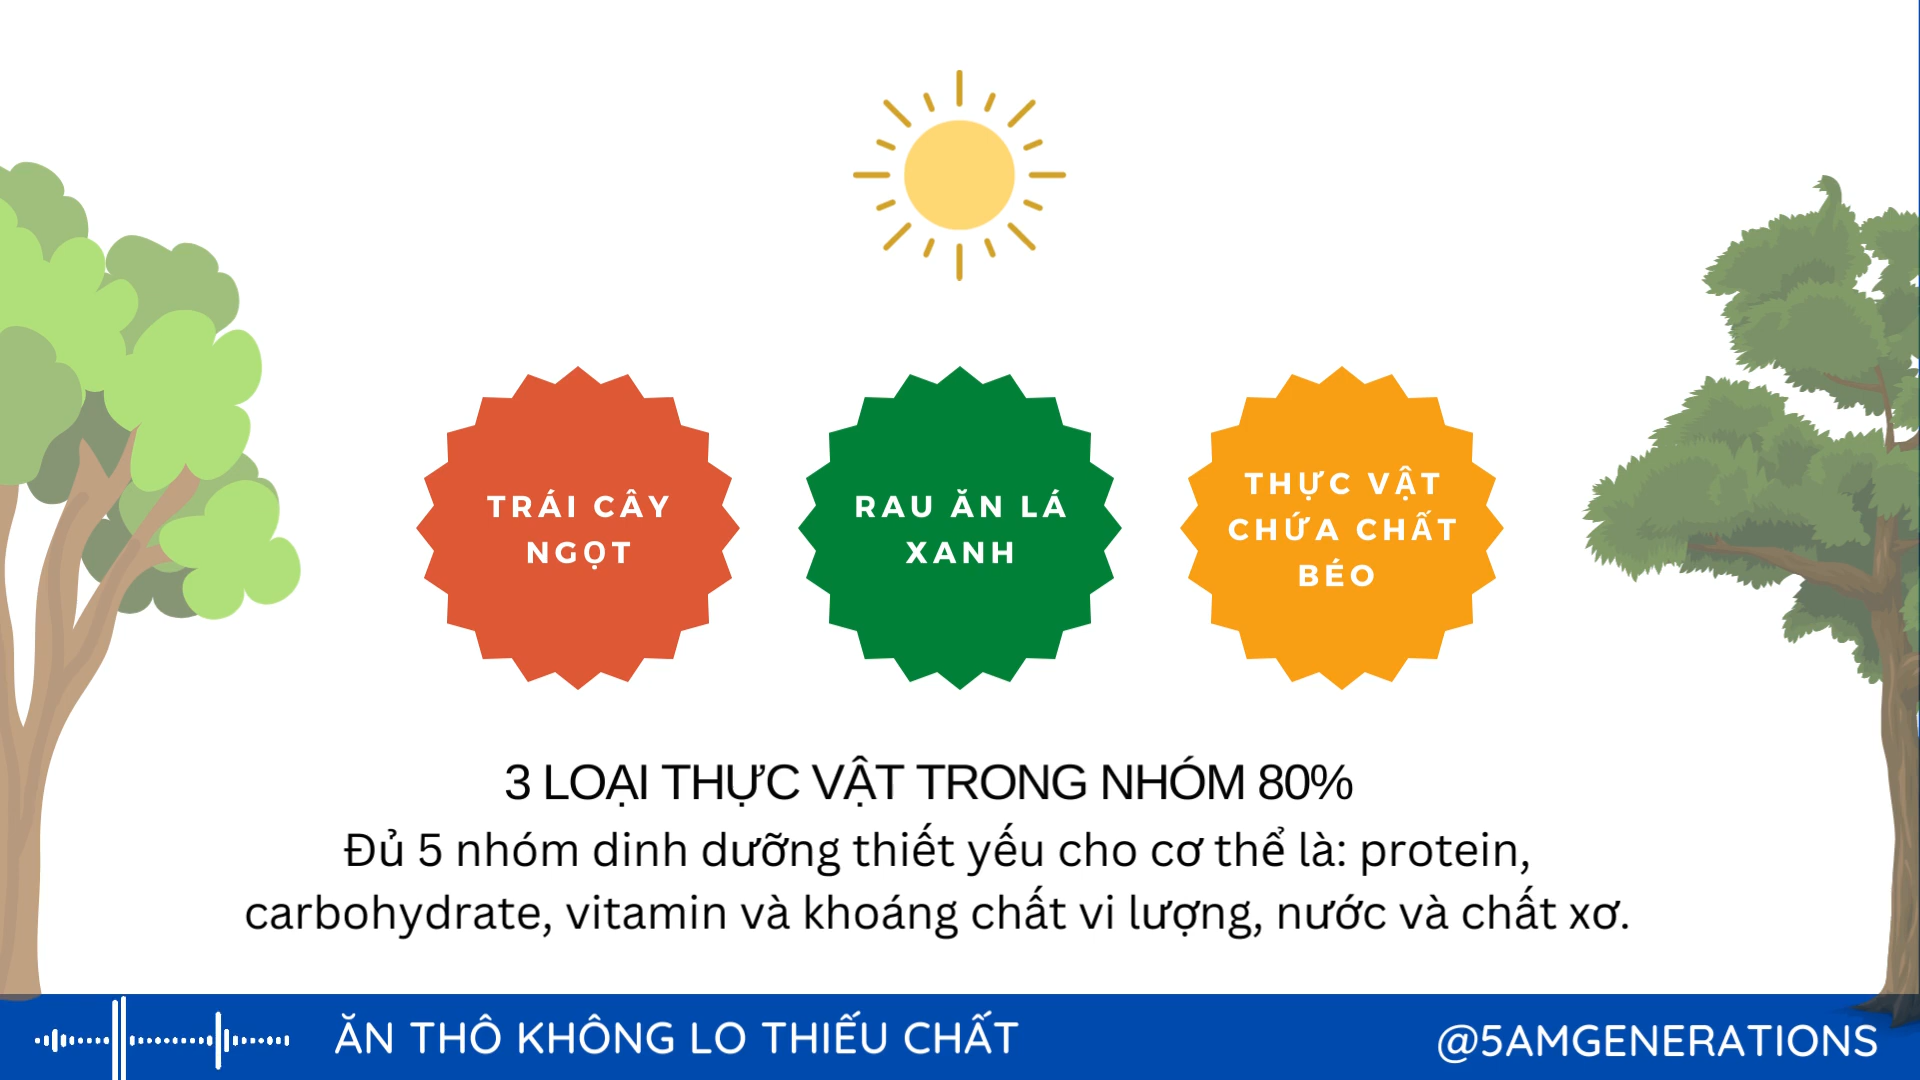 TRÁI CÂY
NGỌT
RAU ĂN LÁ
XANH
THỰC VẬT
CHỨA CHẤT
BÉO
3 LOẠI THỰC VẬT TRONG NHÓM 80%
Đủ 5 nhóm dinh dưỡng thiết yếu cho cơ thể là: protein,
carbohydrate, vitamin và khoáng chất vi lượng, nước và chất xơ.
ĂN THÔ KHÔNG LO THIẾU CHẤT
@5AMGENERATIONS